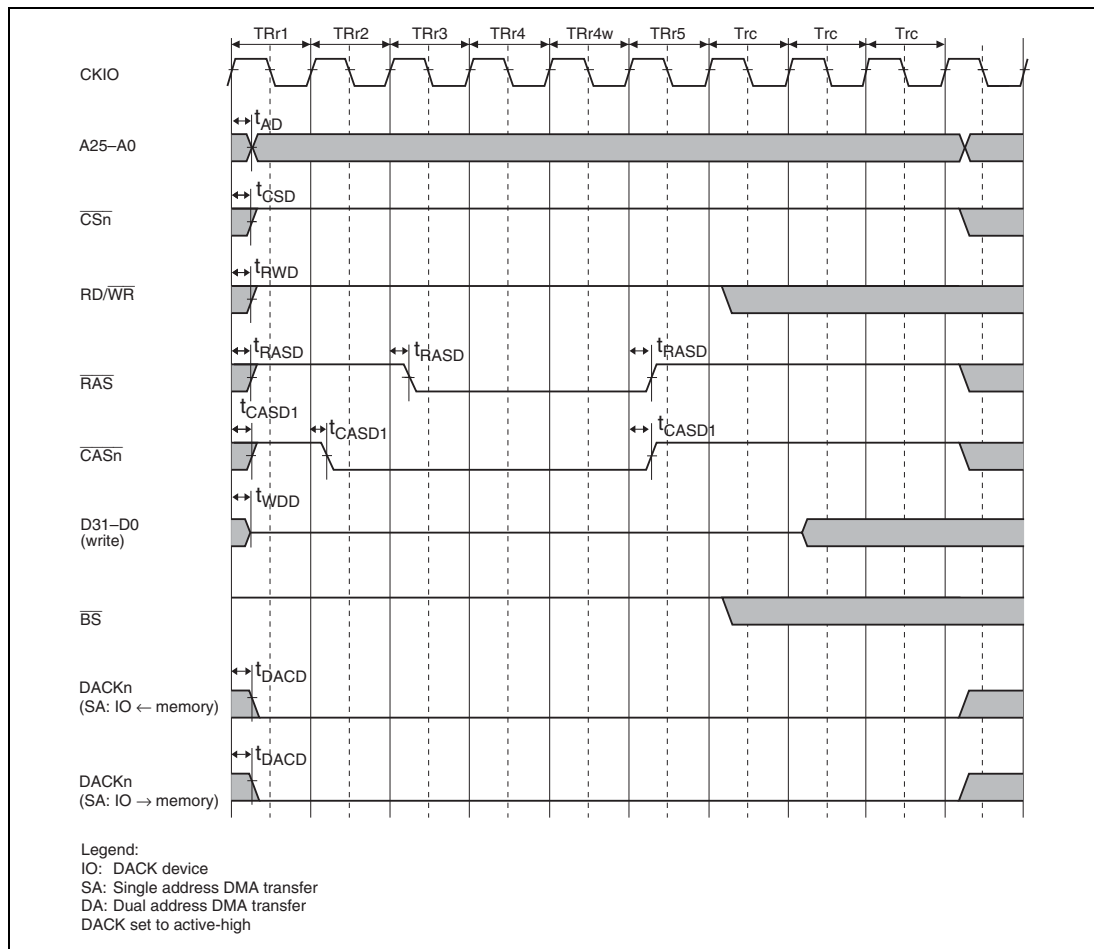 TRr1 TRr2 TRr3 TRr4 TRr4w TRr5 Trc Trc Trc
CKIO
tAD
A25–A0
tCSD
CSn
tRWD
RD/WR
tRASD tRASD tRASD
RAS
tCASD1 tCASD1 tCASD1
CASn
tWDD
D31–D0
(write)
BS
tDACD
DACKn
(SA: IO ← memory)
tDACD
DACKn
(SA: IO → memory)
Legend:
IO: DACK device
SA: Single address DMA transfer
DA: Dual address DMA transfer
DACK set to active-high